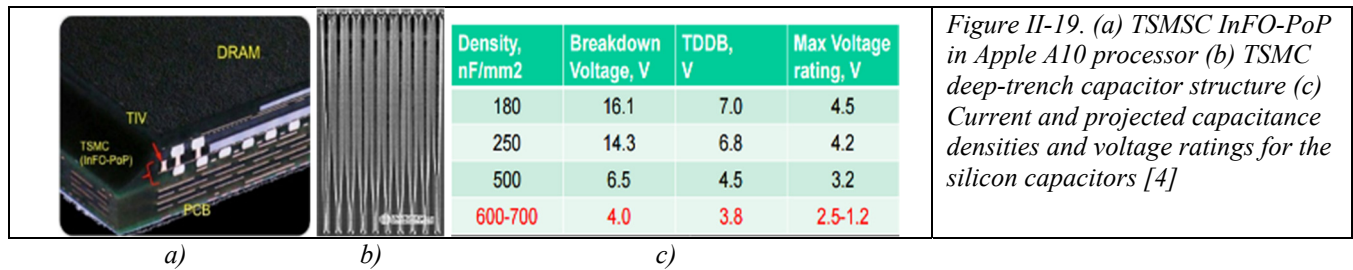 DRAM
TIV
TSMC
(InFO-PoP)
PCB
Density, nF/mm2 Breakdown Voltage, V TDDB, V Max Voltage rating, V
180 16.1 7.0 4.5
250 14.3 6.8 4.2
500 6.5 4.5 3.2
600-700 4.0 3.8 2.5-1.2
a) b) c)
Figure II-19. (a) TSMSC InFO-PoP
in Apple A10 processor (b) TSMC
deep-trench capacitor structure (c)
Current and projected capacitance
densities and voltage ratings for the
silicon capacitors [4]